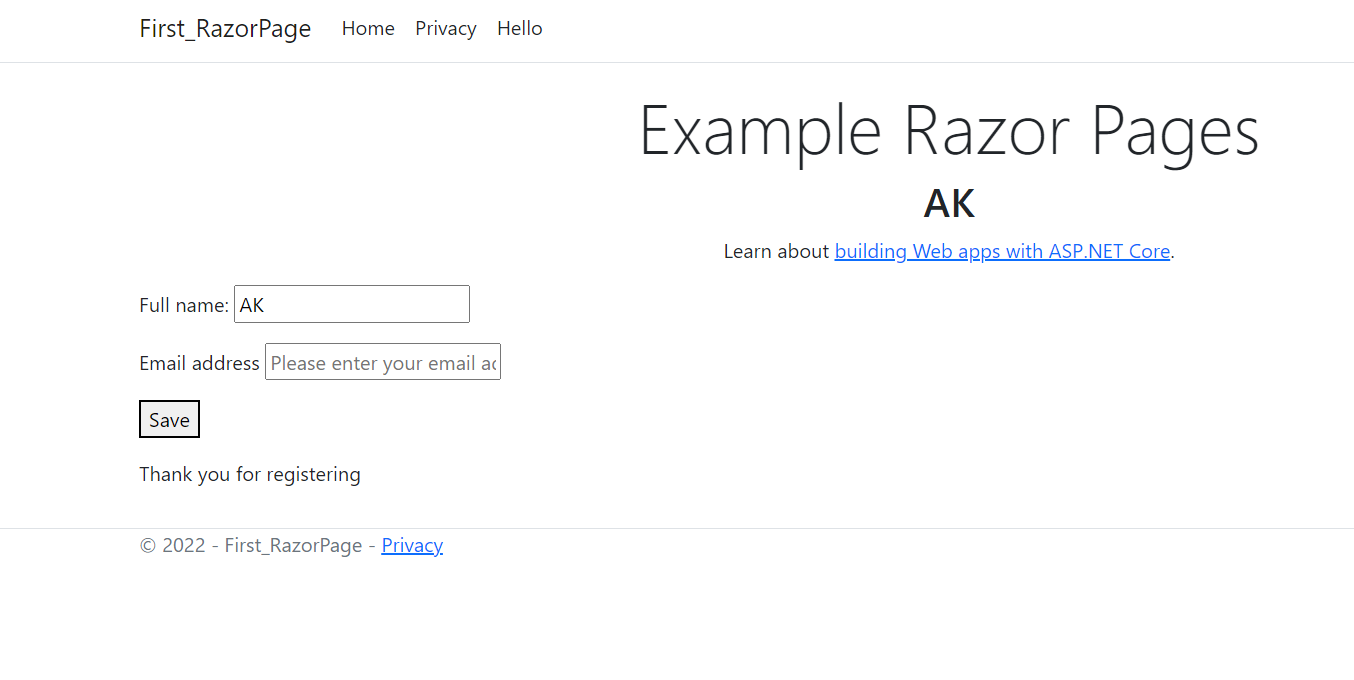 First_RazorPage Home Privacy Hello
Example Razor Pages
AK
Learn about building Web apps with ASP.NET Core.
Full name: AK
Email address Please enter your email ad
Save
Thank you for registering
© 2022 - First_RazorPage - Privacy